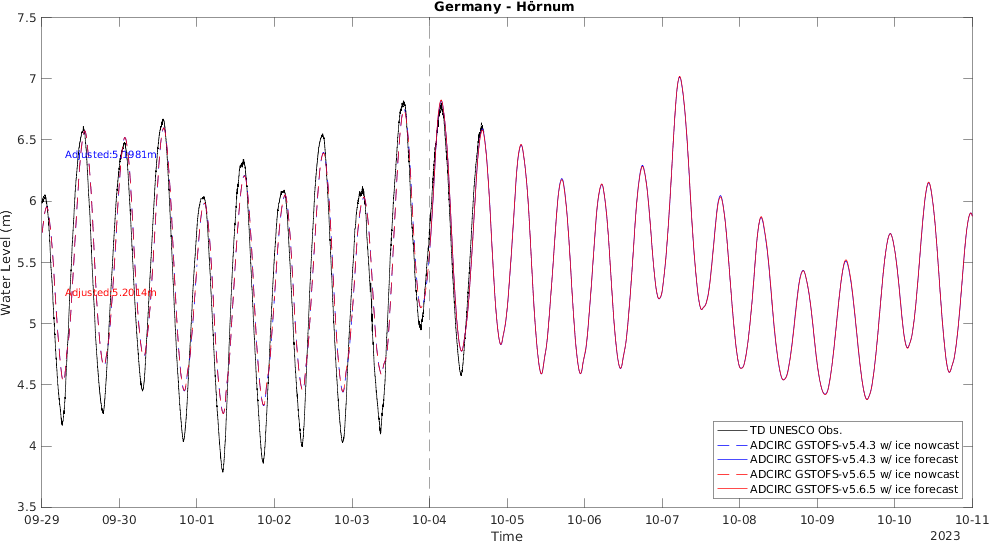 Germany - Hörnum
7.5
7
6.5
6
5.5
5
4.5
4
3.5
Water Level (m)
Adjusted:5.1981m
Adjusted:5.2014m
TD UNESCO Obs.
ADCIRC GSTOFS-v5.4.3 w/ ice nowcast
ADCIRC GSTOFS-v5.4.3 w/ ice forecast
ADCIRC GSTOFS-v5.6.5 w/ ice nowcast
ADCIRC GSTOFS-v5.6.5 w/ ice forecast
09-29 09-30 10-01 10-02 10-03 10-04 10-05 10-06 10-07 10-08 10-09 10-10 10-11
Time
2023